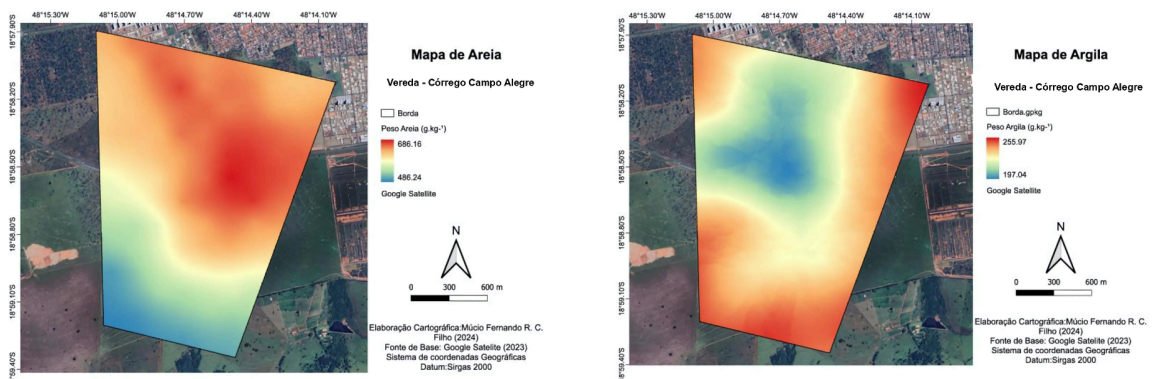 48°15.30'W 48°15.00'W 48°14.70'W 48°14.40'W 48°14.10'W
18°57.90'S
18°58.20'S
18°58.50'S
18°58.80'S
18°59.10'S
18°59.40'S
Mapa de Areia
Vereda - Córrego Campo Alegre
Borda
Peso Areia (g.kg-¹)
686.16
486.24
Google Satellite
N
0 300 600 m
Elaboração Cartográfica:Múcio Fernando R. C.
Filho (2024)
Fonte de Base: Google Satelite (2023)
Sistema de coordenadas Geográficas
Datum:Sirgas 2000
48°15.30'W 48°15.00'W 48°14.70'W 48°14.40'W 48°14.10'W
18°57.90'S
18°58.20'S
18°58.50'S
18°58.80'S
18°59.10'S
18°59.40'S
Mapa de Argila
Vereda - Córrego Campo Alegre
Borda.gpkg
Peso Argila (g.kg-¹)
255.97
197.04
Google Satellite
N
0 300 600 m
Elaboração Cartográfica:Múcio Fernando R. C.
Filho (2024)
Fonte de Base: Google Satelite (2023)
Sistema de coordenadas Geográficas
Datum:Sirgas 2000